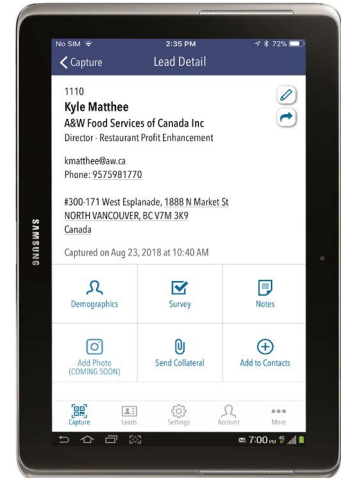 No SIM 2:35 PM 72%
Capture Lead Detail
1110
Kyle Matthee
A&W Food Services of Canada Inc
Director - Restaurant Profit Enhancement
kmatthee@aw.ca
Phone: 9575981770
#300-171 West Esplanade, 1888 N Market St
NORTH VANCOUVER, BC V7M 3K9
Canada
Captured on Aug 23, 2018 at 10:40 AM
SAMSUNG
Demographics Survey Notes
Add Photo Send Collateral Add to Contacts
(COMING SOON)
Capture Leads Settings Account More
7:00 PM